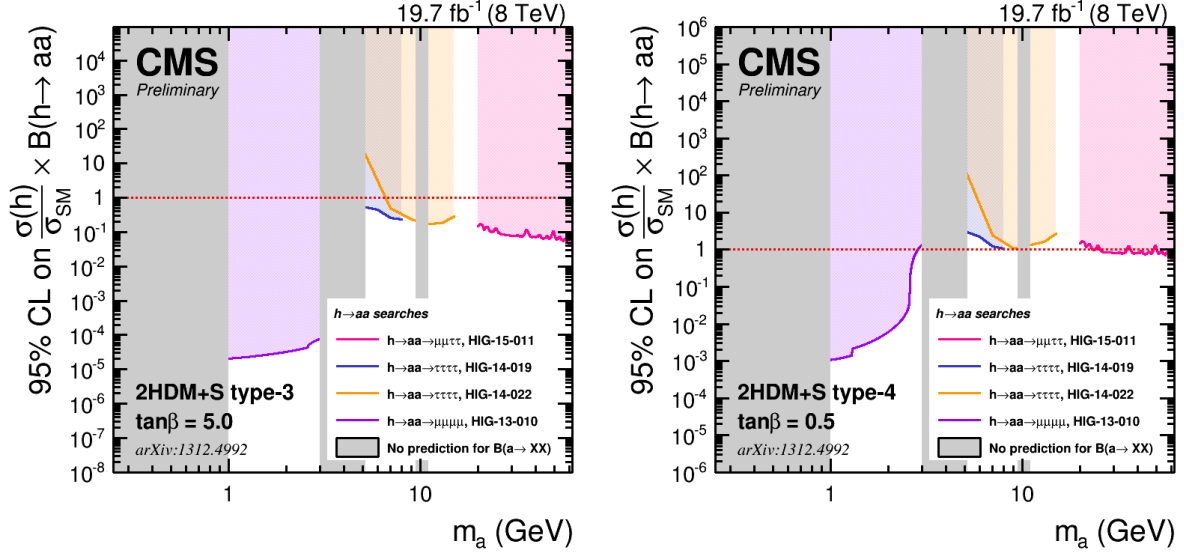 19.7 fb⁻¹ (8 TeV)
CMS
Preliminary
95% CL on σ(h)/σSM × B(h→ aa)
10⁴
10³
10²
10
1
10⁻¹
10⁻²
10⁻³
10⁻⁴
10⁻⁵
10⁻⁶
10⁻⁷
10⁻⁸
h→aa searches
h→aa→μμττ, HIG-15-011
h→aa→ττττ, HIG-14-019
h→aa→ττττ, HIG-14-022
h→aa→μμμμ, HIG-13-010
No prediction for B(a→ XX)
2HDM+S type-3
tanβ = 5.0
arXiv:1312.4992
1 10
mₐ (GeV)
19.7 fb⁻¹ (8 TeV)
CMS
Preliminary
95% CL on σ(h)/σSM × B(h→ aa)
10⁶
10⁵
10⁴
10³
10²
10
1
10⁻¹
10⁻²
10⁻³
10⁻⁴
10⁻⁵
10⁻⁶
h→aa searches
h→aa→μμττ, HIG-15-011
h→aa→ττττ, HIG-14-019
h→aa→ττττ, HIG-14-022
h→aa→μμμμ, HIG-13-010
No prediction for B(a→ XX)
2HDM+S type-4
tanβ = 0.5
arXiv:1312.4992
1 10
mₐ (GeV)